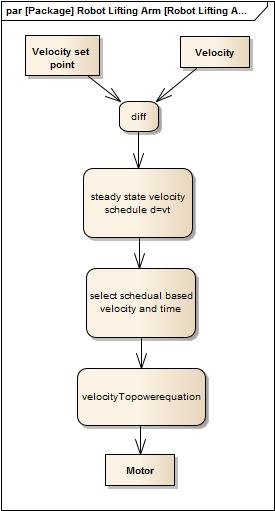 par [Package] Robot Lifting Arm [Robot Lifting A...
Velocity set
point
Velocity
diff
steady state velocity
schedule d=vt
select schedual based
velocity and time
velocityTopowerequation
Motor